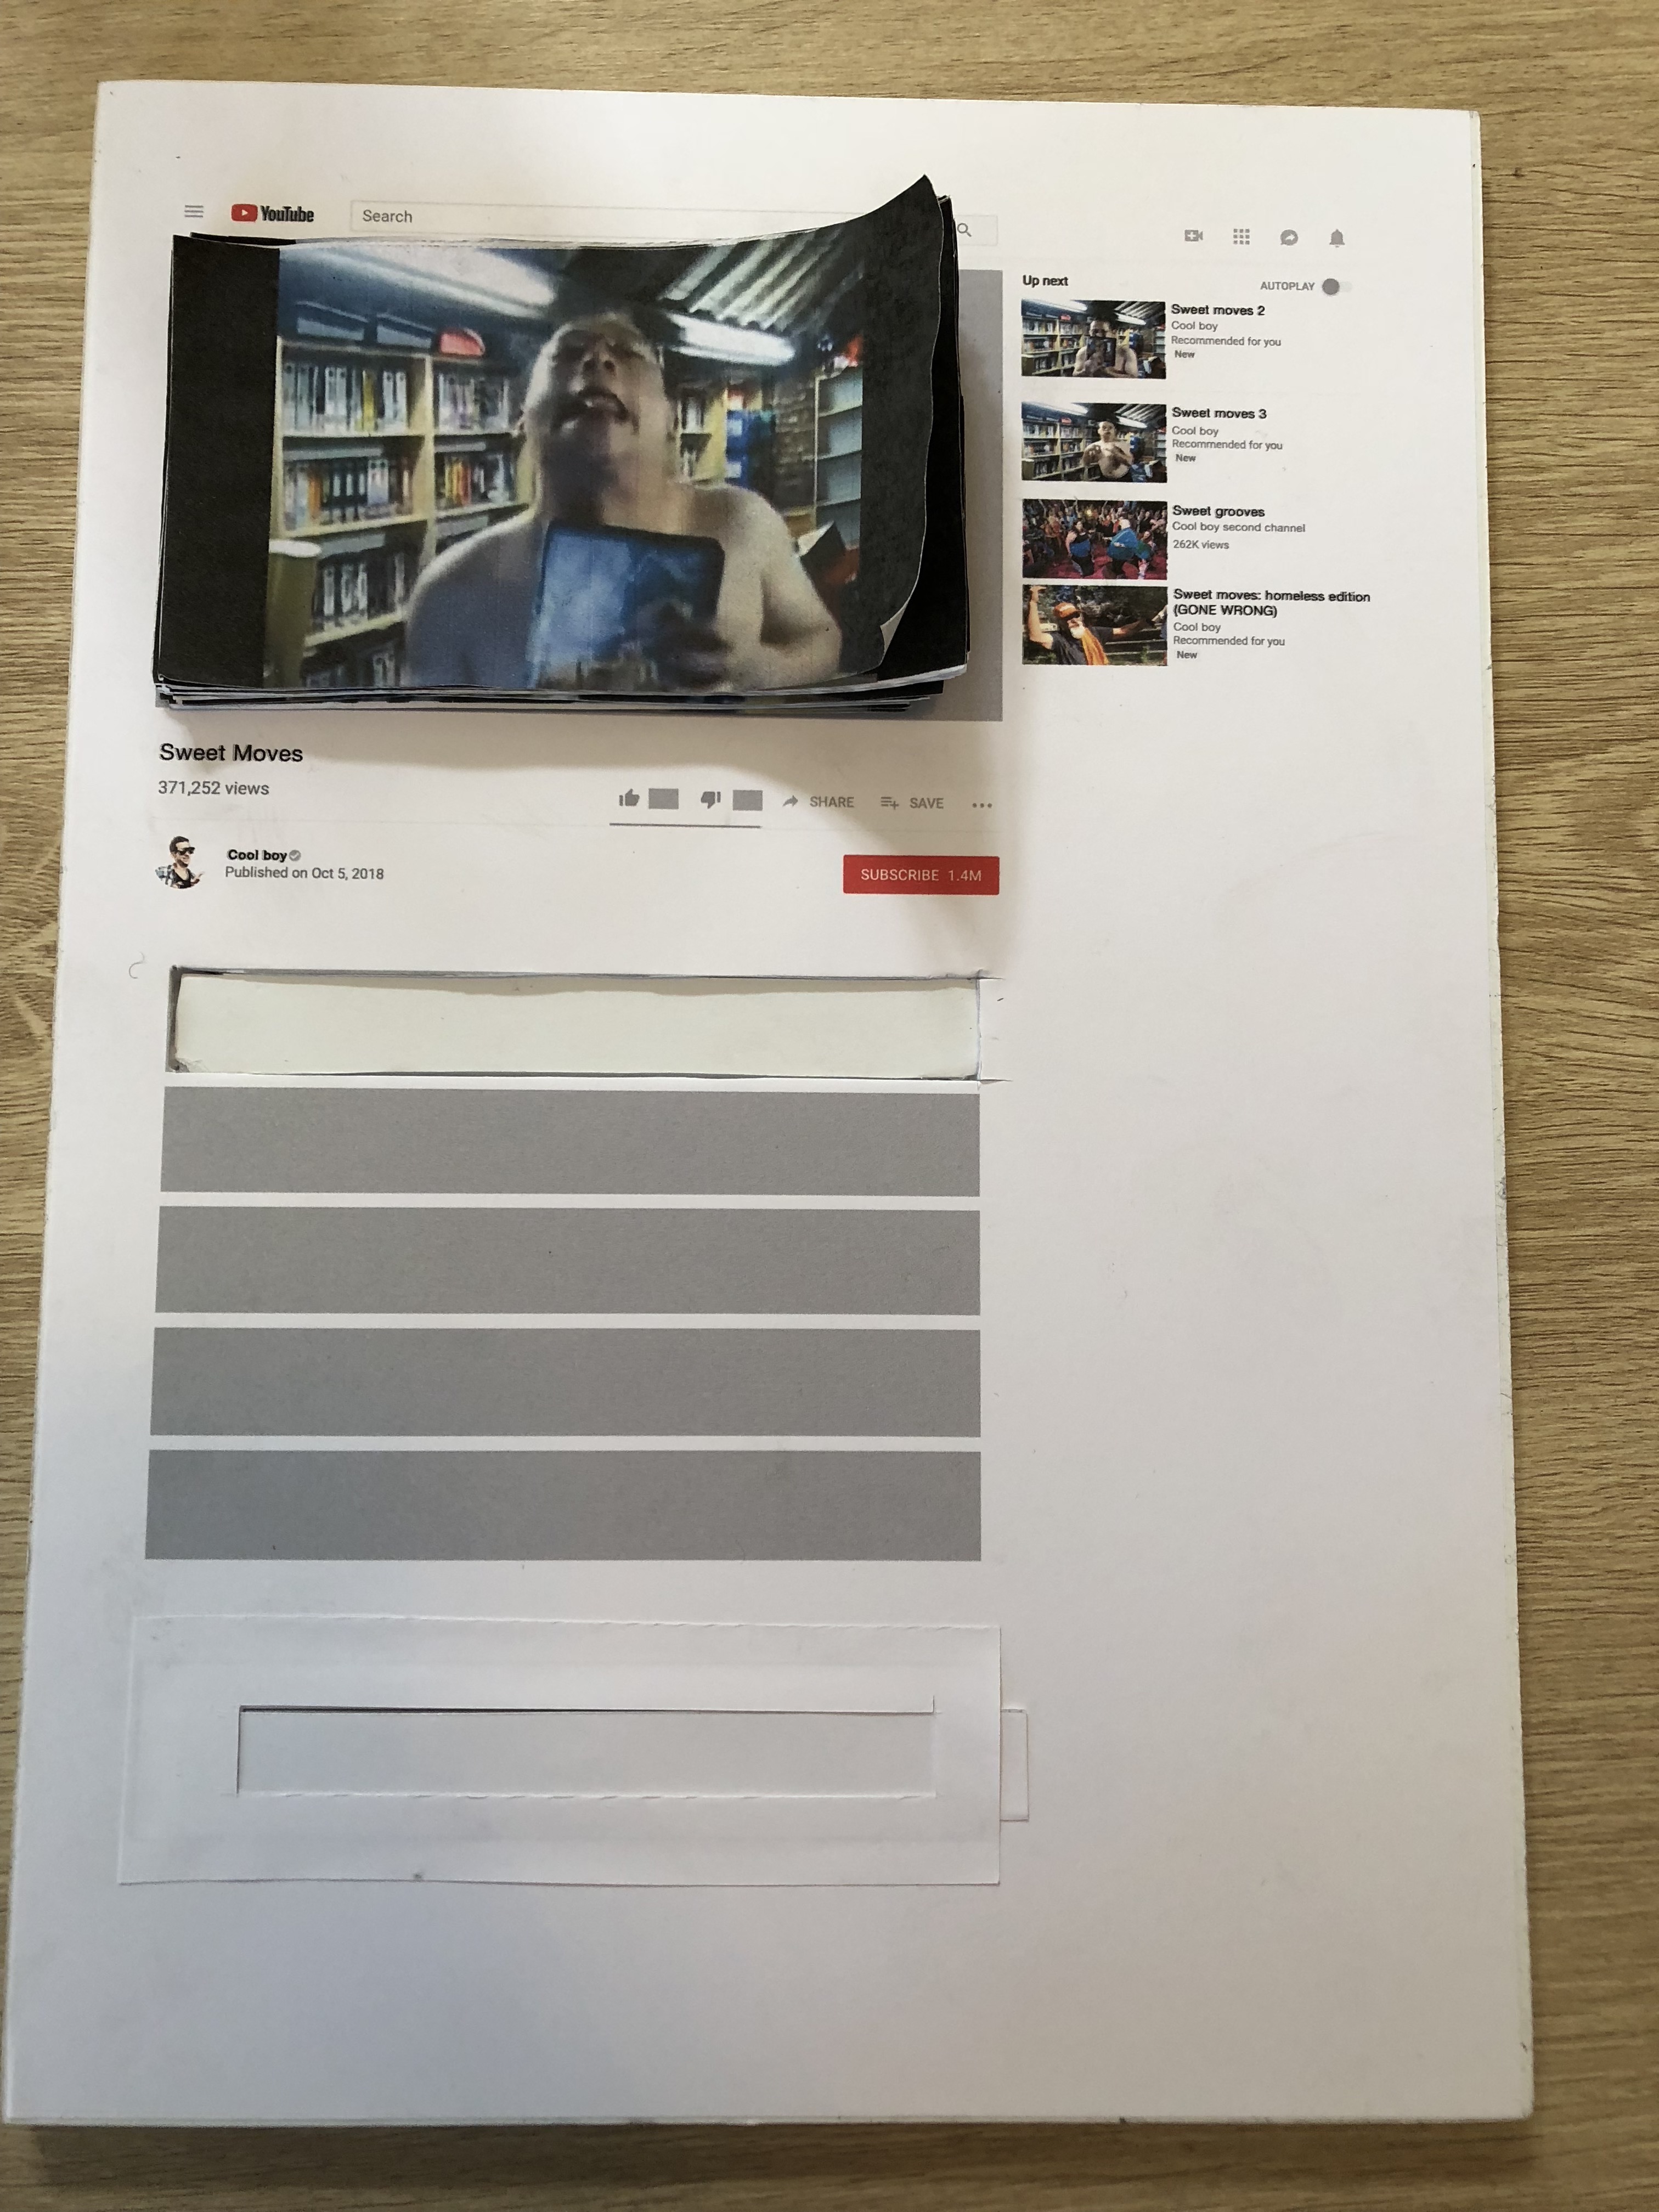 YouTube
Search
Up next
AUTOPLAY
Sweet moves 2
Cool boy
Recommended for you
New
Sweet moves 3
Cool boy
Recommended for you
New
Sweet grooves
Cool boy second channel
262K views
Sweet moves: homeless edition
(GONE WRONG)
Cool boy
Recommended for you
New
Sweet Moves
371,252 views
SHARE
SAVE
Cool boy
Published on Oct 5, 2018
SUBSCRIBE 1.4M